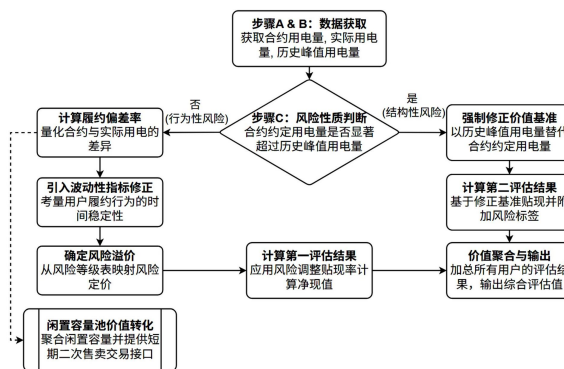 步骤A & B：数据获取
获取合约用电量, 实际用电
量, 历史峰值用电量
否
(行为性风险)
是
(结构性风险)
步骤C：风险性质判断
合约约定用电量是否显著
超过历史峰值用电量
计算履约偏差率
量化合约与实际用电的
差异
强制修正价值基准
以历史峰值用电量替代
合约约定用电量
引入波动性指标修正
考量用户履约行为的时
间稳定性
计算第二评估结果
基于修正基准贴现并附
加风险标签
确定风险溢价
从风险等级表映射风险
定价
计算第一评估结果
应用风险调整贴现率计
算净现值
价值聚合与输出
加总所有用户的评估结
果，输出综合评估值
闲置容量池价值转化
聚合闲置容量并提供短
期二次售卖交易接口